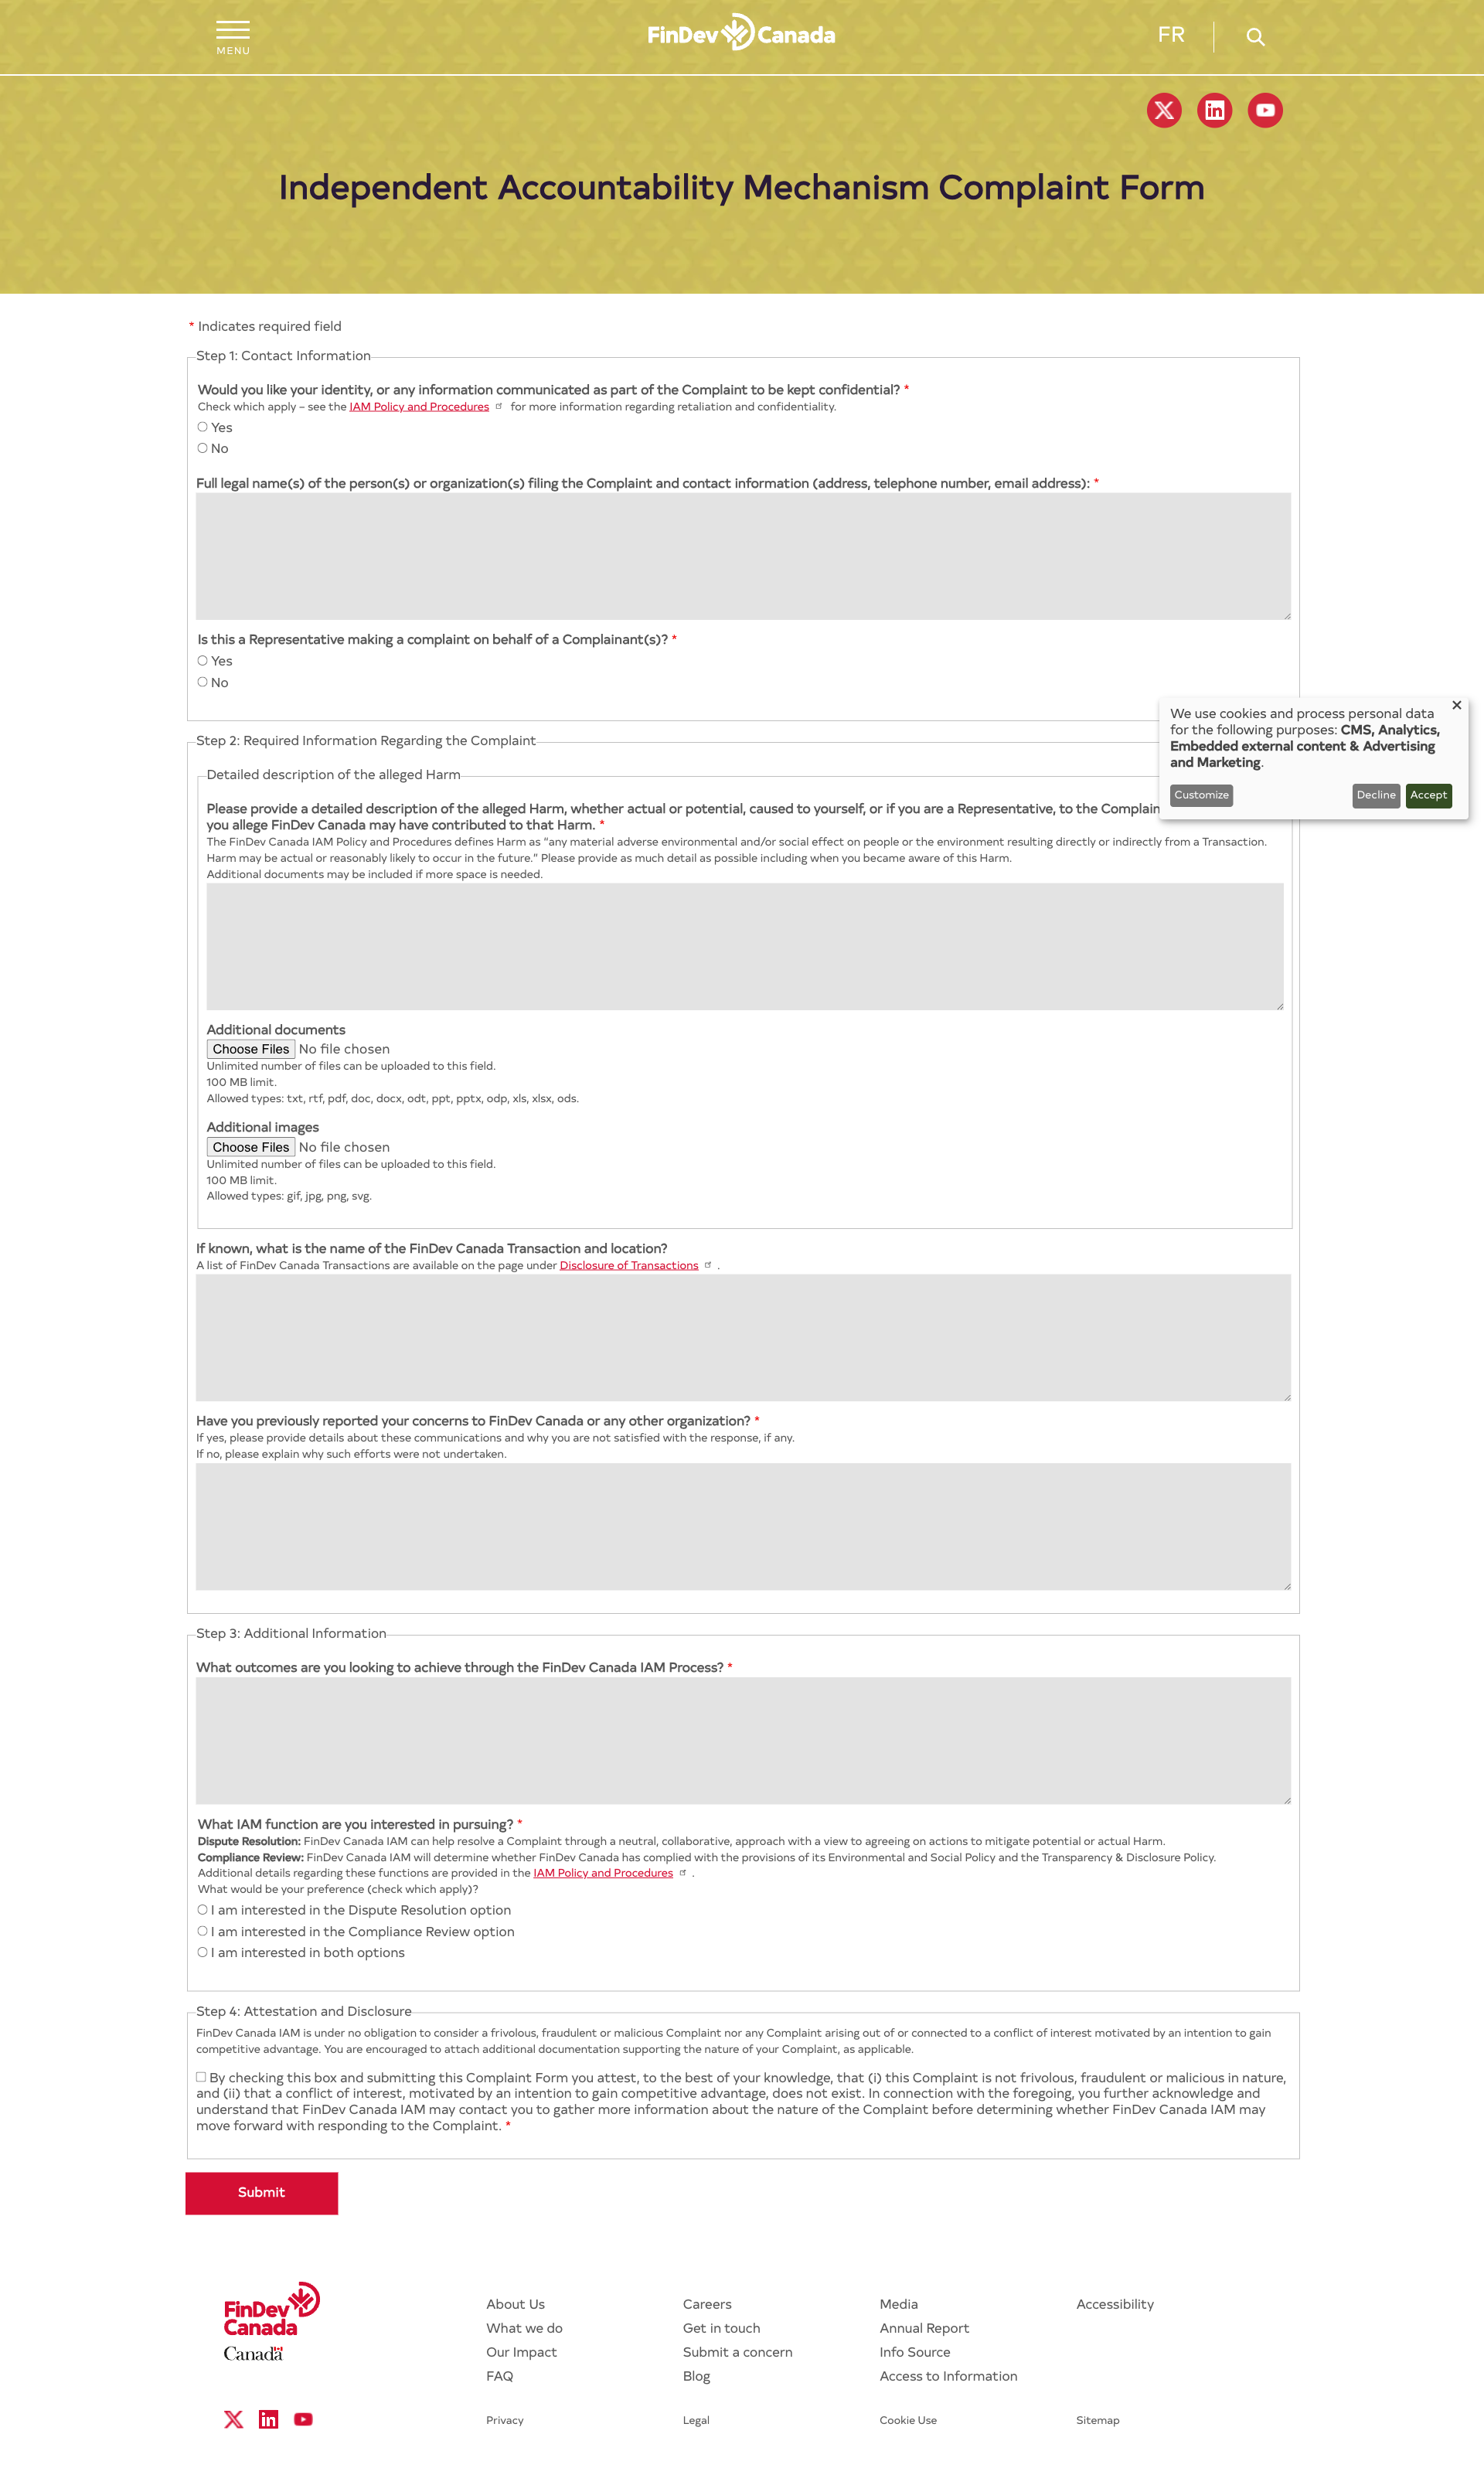 MENU
FinDev Canada
FR
Independent Accountability Mechanism Complaint Form
* Indicates required field
Step 1: Contact Information
Would you like your identity, or any information communicated as part of the Complaint to be kept confidential? *
Check which apply – see the IAM Policy and Procedures for more information regarding retaliation and confidentiality.
Yes
No
Full legal name(s) of the person(s) or organization(s) filing the Complaint and contact information (address, telephone number, email address): *
Is this a Representative making a complaint on behalf of a Complainant(s)? *
Yes
No
We use cookies and process personal data
for the following purposes: CMS, Analytics,
Embedded external content & Advertising
and Marketing.
Customize
Decline
Accept
Step 2: Required Information Regarding the Complaint
Detailed description of the alleged Harm
Please provide a detailed description of the alleged Harm, whether actual or potential, caused to yourself, or if you are a Representative, to the Complain
you allege FinDev Canada may have contributed to that Harm. *
The FinDev Canada IAM Policy and Procedures defines Harm as “any material adverse environmental and/or social effect on people or the environment resulting directly or indirectly from a Transaction.
Harm may be actual or reasonably likely to occur in the future.” Please provide as much detail as possible including when you became aware of this Harm.
Additional documents may be included if more space is needed.
Additional documents
Choose Files No file chosen
Unlimited number of files can be uploaded to this field.
100 MB limit.
Allowed types: txt, rtf, pdf, doc, docx, odt, ppt, pptx, odp, xls, xlsx, ods.
Additional images
Choose Files No file chosen
Unlimited number of files can be uploaded to this field.
100 MB limit.
Allowed types: gif, jpg, png, svg.
If known, what is the name of the FinDev Canada Transaction and location?
A list of FinDev Canada Transactions are available on the page under Disclosure of Transactions .
Have you previously reported your concerns to FinDev Canada or any other organization? *
If yes, please provide details about these communications and why you are not satisfied with the response, if any.
If no, please explain why such efforts were not undertaken.
Step 3: Additional Information
What outcomes are you looking to achieve through the FinDev Canada IAM Process? *
What IAM function are you interested in pursuing? *
Dispute Resolution: FinDev Canada IAM can help resolve a Complaint through a neutral, collaborative, approach with a view to agreeing on actions to mitigate potential or actual Harm.
Compliance Review: FinDev Canada IAM will determine whether FinDev Canada has complied with the provisions of its Environmental and Social Policy and the Transparency & Disclosure Policy.
Additional details regarding these functions are provided in the IAM Policy and Procedures .
What would be your preference (check which apply)?
I am interested in the Dispute Resolution option
I am interested in the Compliance Review option
I am interested in both options
Step 4: Attestation and Disclosure
FinDev Canada IAM is under no obligation to consider a frivolous, fraudulent or malicious Complaint nor any Complaint arising out of or connected to a conflict of interest motivated by an intention to gain
competitive advantage. You are encouraged to attach additional documentation supporting the nature of your Complaint, as applicable.
By checking this box and submitting this Complaint Form you attest, to the best of your knowledge, that (i) this Complaint is not frivolous, fraudulent or malicious in nature,
and (ii) that a conflict of interest, motivated by an intention to gain competitive advantage, does not exist. In connection with the foregoing, you further acknowledge and
understand that FinDev Canada IAM may contact you to gather more information about the nature of the Complaint before determining whether FinDev Canada IAM may
move forward with responding to the Complaint. *
Submit
FinDev
Canada
Canada
About Us
What we do
Our Impact
FAQ
Careers
Get in touch
Submit a concern
Blog
Media
Annual Report
Info Source
Access to Information
Accessibility
Privacy
Legal
Cookie Use
Sitemap